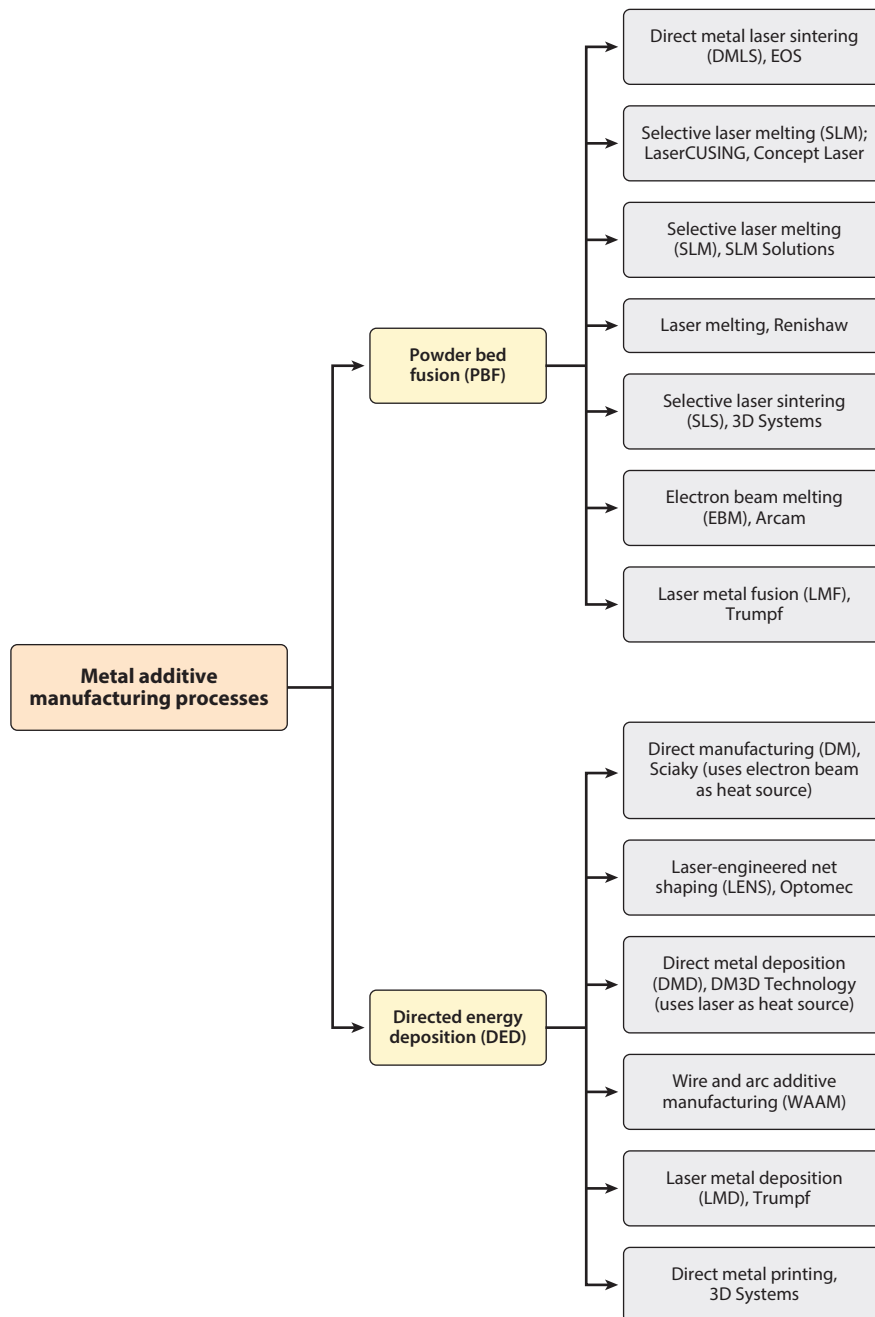 Direct metal laser sintering
(DMLS), EOS
Selective laser melting (SLM);
LaserCUSING, Concept Laser
Selective laser melting
(SLM), SLM Solutions
Powder bed
fusion (PBF)
Laser melting, Renishaw
Selective laser sintering
(SLS), 3D Systems
Electron beam melting
(EBM), Arcam
Laser metal fusion (LMF),
Trumpf
Metal additive
manufacturing processes
Direct manufacturing (DM),
Sciaky (uses electron beam
as heat source)
Laser-engineered net
shaping (LENS), Optomec
Directed energy
deposition (DED)
Direct metal deposition
(DMD), DM3D Technology
(uses laser as heat source)
Wire and arc additive
manufacturing (WAAM)
Laser metal deposition
(LMD), Trumpf
Direct metal printing,
3D Systems